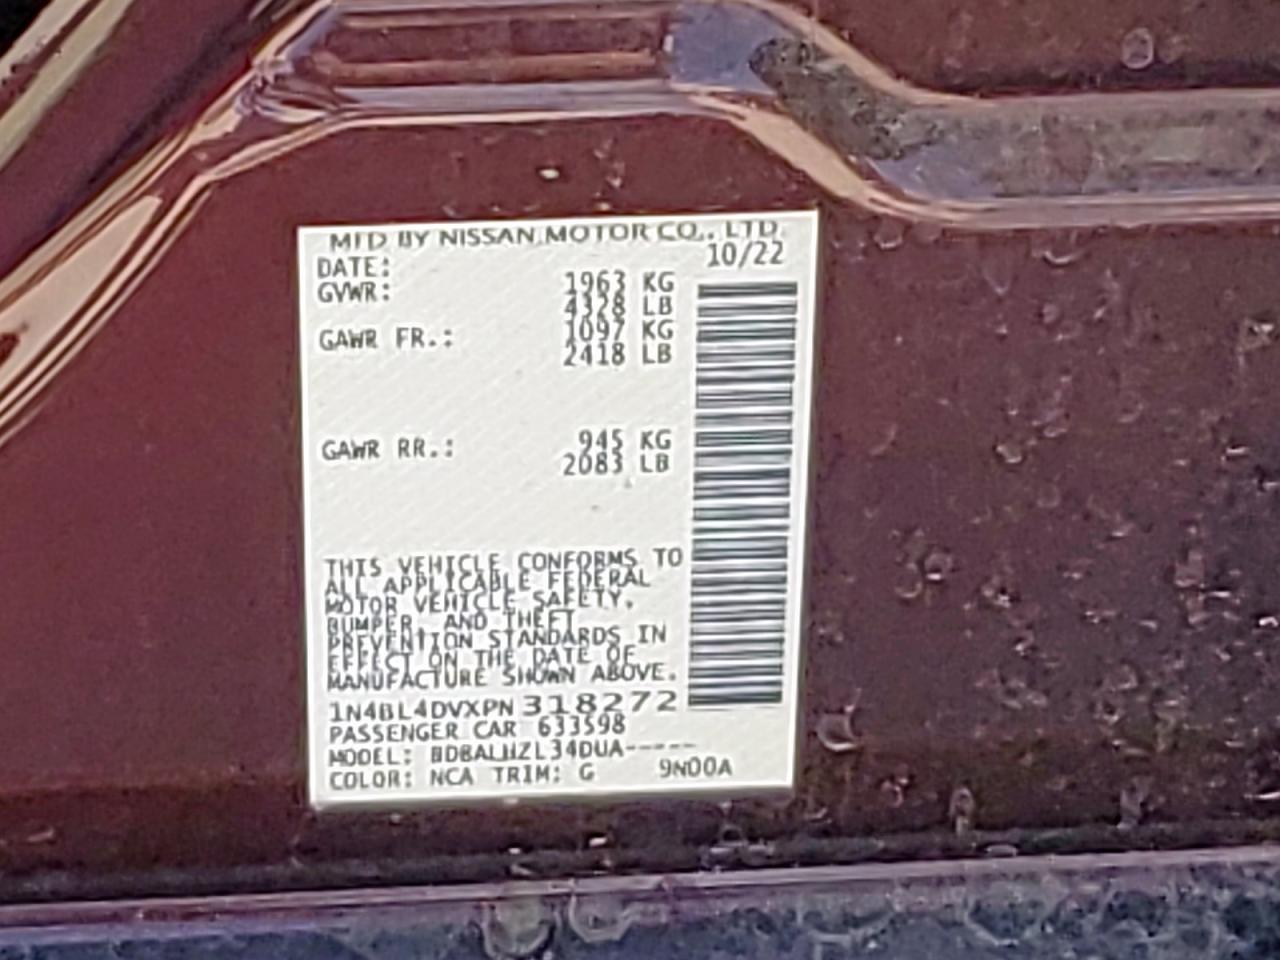 MFD BY NISSAN MOTOR CO., LTD.
DATE: 10/22
GVWR: 1963 KG
4328 LB
GAWR FR.: 1097 KG
2418 LB
GAWR RR.: 945 KG
2083 LB
THIS VEHICLE CONFORMS TO
ALL APPLICABLE FEDERAL
MOTOR VEHICLE SAFETY,
BUMPER, AND THEFT
PREVENTION STANDARDS IN
EFFECT ON THE DATE OF
MANUFACTURE SHOWN ABOVE.
1N4BL4DVXPN318272
PASSENGER CAR 633598
MODEL: BDBALHZL34DUA-----
COLOR: NCA TRIM: G 9N00A